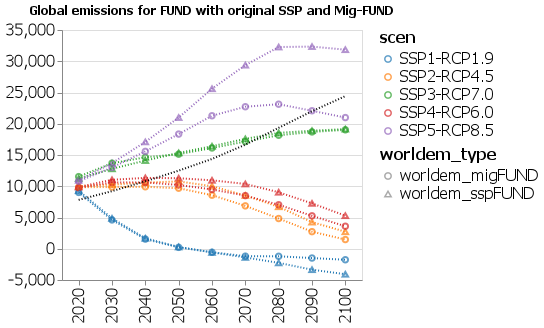 Global emissions for FUND with original SSP and Mig-FUND
35,000
30,000
25,000
20,000
15,000
10,000
5,000
0
-5,000
2020
2030
2040
2050
2060
2070
2080
2090
2100
scen
SSP1-RCP1.9
SSP2-RCP4.5
SSP3-RCP7.0
SSP4-RCP6.0
SSP5-RCP8.5
worldem_type
worldem_migFUND
worldem_sspFUND